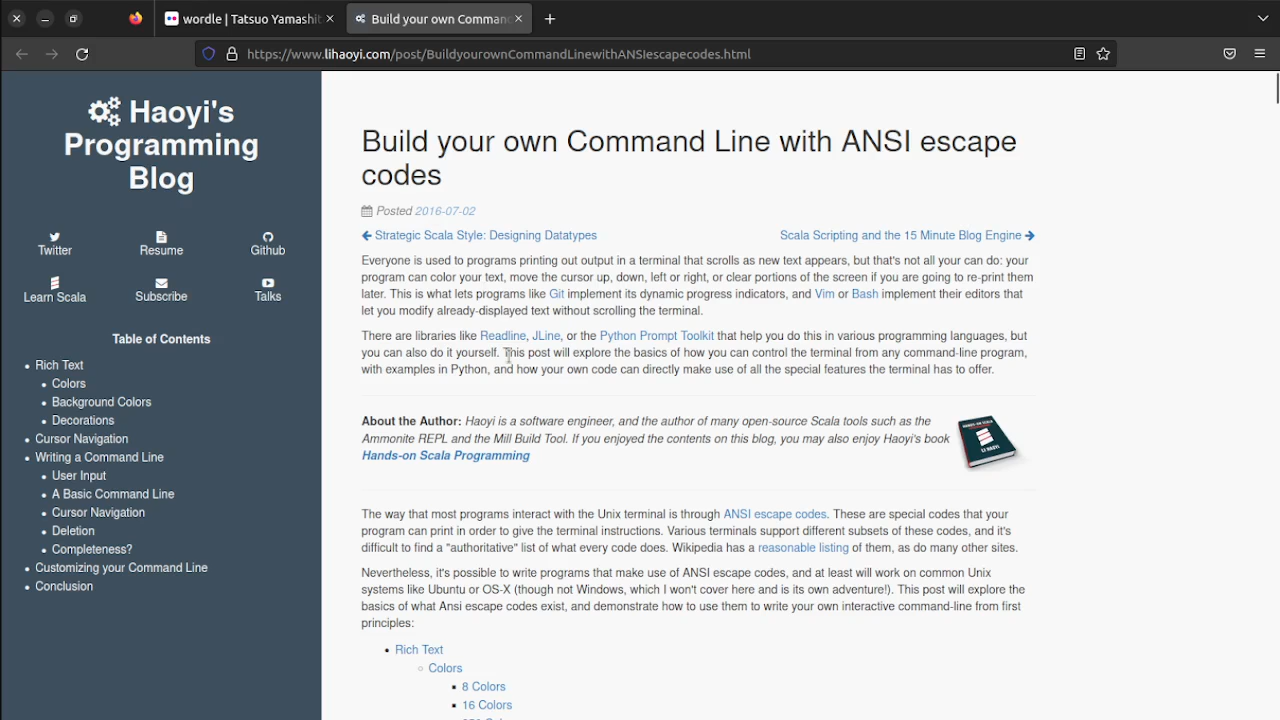 wordle | Tatsuo Yamashit
Build your own Comman
https://www.lihaoyi.com/post/BuildyourownCommandLinewithANSIescapecodes.html
Haoyi's
Programming
Blog
Twitter
Resume
Github
Learn Scala
Subscribe
Talks
Table of Contents
Rich Text
Colors
Background Colors
Decorations
Cursor Navigation
Writing a Command Line
User Input
A Basic Command Line
Cursor Navigation
Deletion
Completeness?
Customizing your Command Line
Conclusion
Build your own Command Line with ANSI escape
codes
Posted 2016-07-02
Strategic Scala Style: Designing Datatypes
Scala Scripting and the 15 Minute Blog Engine
Everyone is used to programs printing out output in a terminal that scrolls as new text appears, but that's not all your can do: your
program can color your text, move the cursor up, down, left or right, or clear portions of the screen if you are going to re-print them
later. This is what lets programs like Git implement its dynamic progress indicators, and Vim or Bash implement their editors that
let you modify already-displayed text without scrolling the terminal.
There are libraries like Readline, JLine, or the Python Prompt Toolkit that help you do this in various programming languages, but
you can also do it yourself. This post will explore the basics of how you can control the terminal from any command-line program,
with examples in Python, and how your own code can directly make use of all the special features the terminal has to offer.
About the Author: Haoyi is a software engineer, and the author of many open-source Scala tools such as the
Ammonite REPL and the Mill Build Tool. If you enjoyed the contents on this blog, you may also enjoy Haoyi's book
Hands-on Scala Programming
HANDS-ON SCALA
LI HAOYI
The way that most programs interact with the Unix terminal is through ANSI escape codes. These are special codes that your
program can print in order to give the terminal instructions. Various terminals support different subsets of these codes, and it's
difficult to find a "authoritative" list of what every code does. Wikipedia has a reasonable listing of them, as do many other sites.
Nevertheless, it's possible to write programs that make use of ANSI escape codes, and at least will work on common Unix
systems like Ubuntu or OS-X (though not Windows, which I won't cover here and is its own adventure!). This post will explore the
basics of what Ansi escape codes exist, and demonstrate how to use them to write your own interactive command-line from first
principles:
Rich Text
Colors
8 Colors
16 Colors